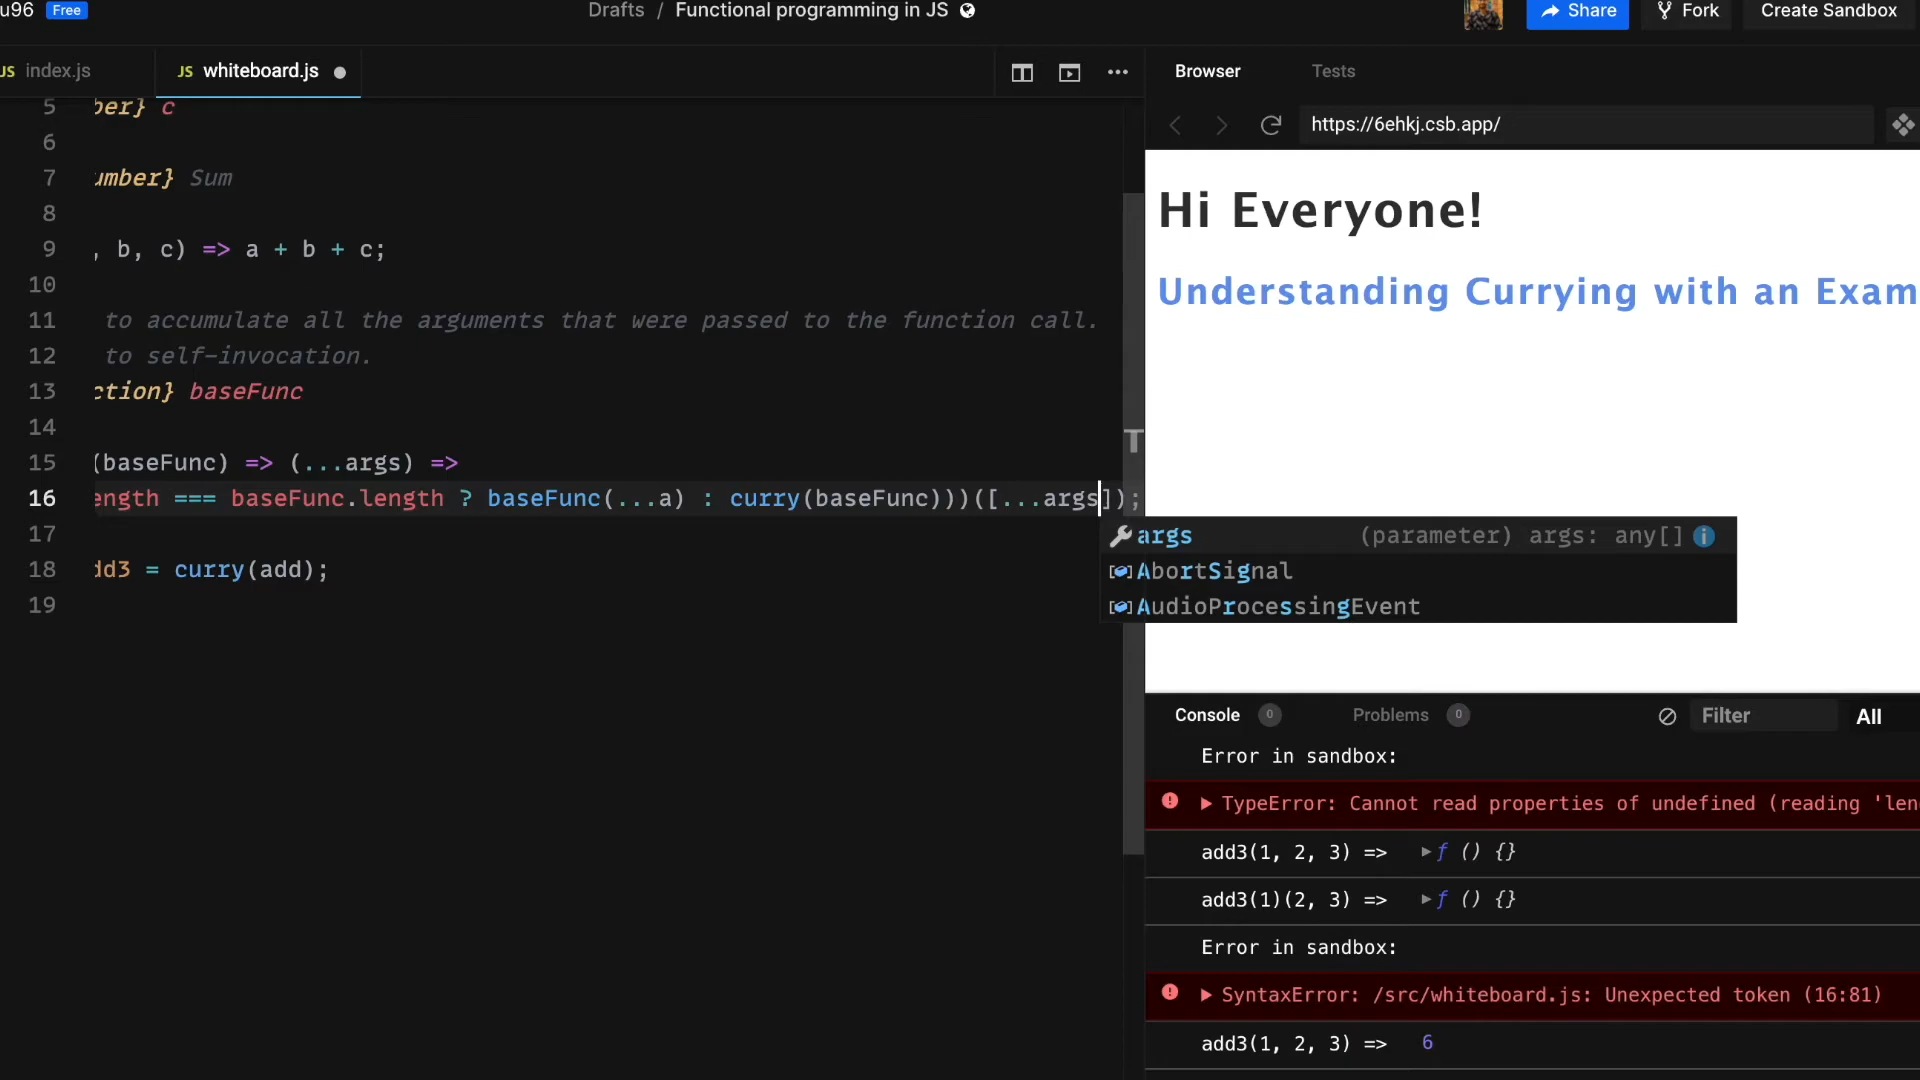 u96 Free
Drafts / Functional programming in JS
Share Fork Create Sandbox
JS index.js
JS whiteboard.js
Browser Tests
https://6ehkj.csb.app/
5 ber} c
6
7 umber} Sum
8
9 , b, c) => a + b + c;
10
11 to accumulate all the arguments that were passed to the function call.
12 to self-invocation.
13 ction} baseFunc
14
15 (baseFunc) => (...args) =>
16 ength === baseFunc.length ? baseFunc(...a) : curry(baseFunc)))([...args]);
17
18 dd3 = curry(add);
19
args (parameter) args: any[]
AbortSignal
AudioProcessingEvent
T
Hi Everyone!
Understanding Currying with an Exam
Console 0 Problems 0 Filter All
Error in sandbox:
TypeError: Cannot read properties of undefined (reading 'len
add3(1, 2, 3) => ▶ƒ () {}
add3(1)(2, 3) => ▶ƒ () {}
Error in sandbox:
SyntaxError: /src/whiteboard.js: Unexpected token (16:81)
add3(1, 2, 3) => 6